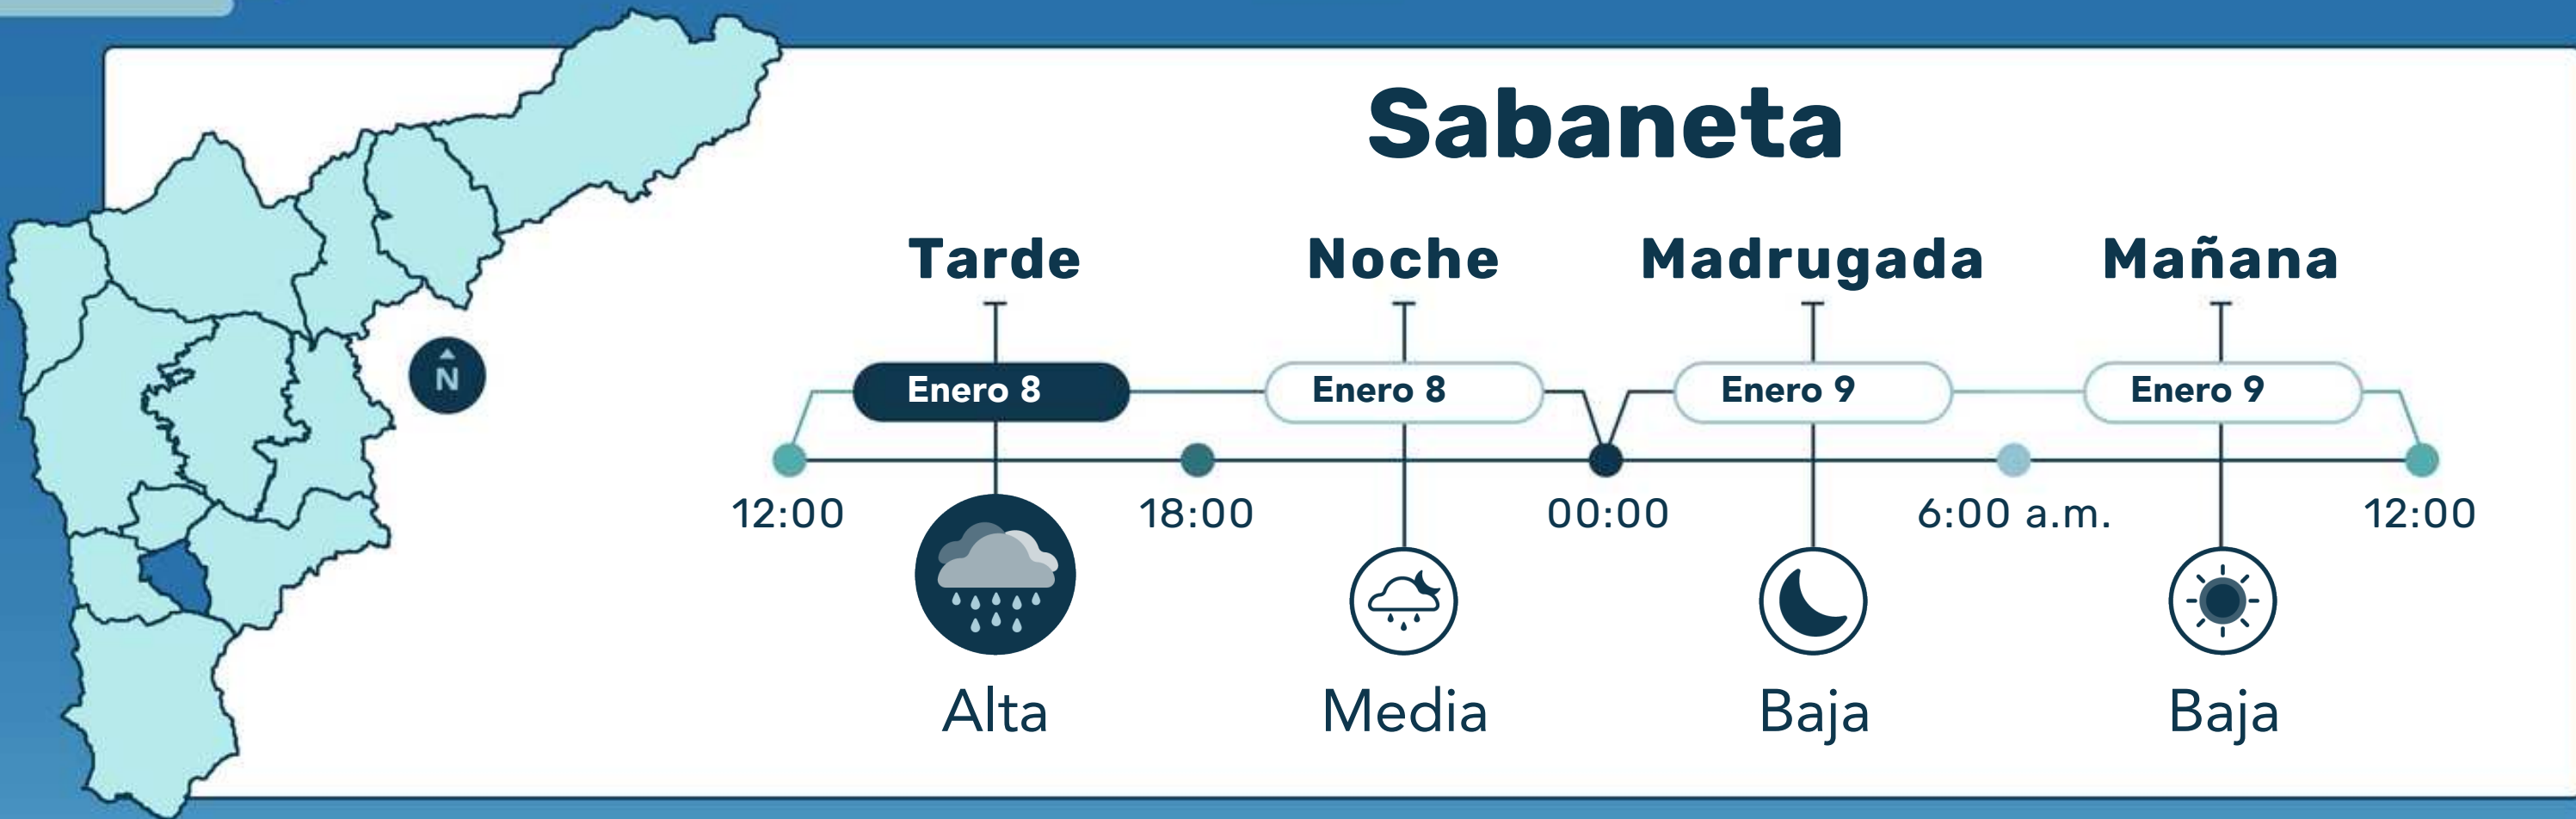 Sabaneta
Tarde Noche Madrugada Mañana
Enero 8 Enero 8 Enero 9 Enero 9
N
12:00 18:00 00:00 6:00 a.m. 12:00
Alta Media Baja Baja